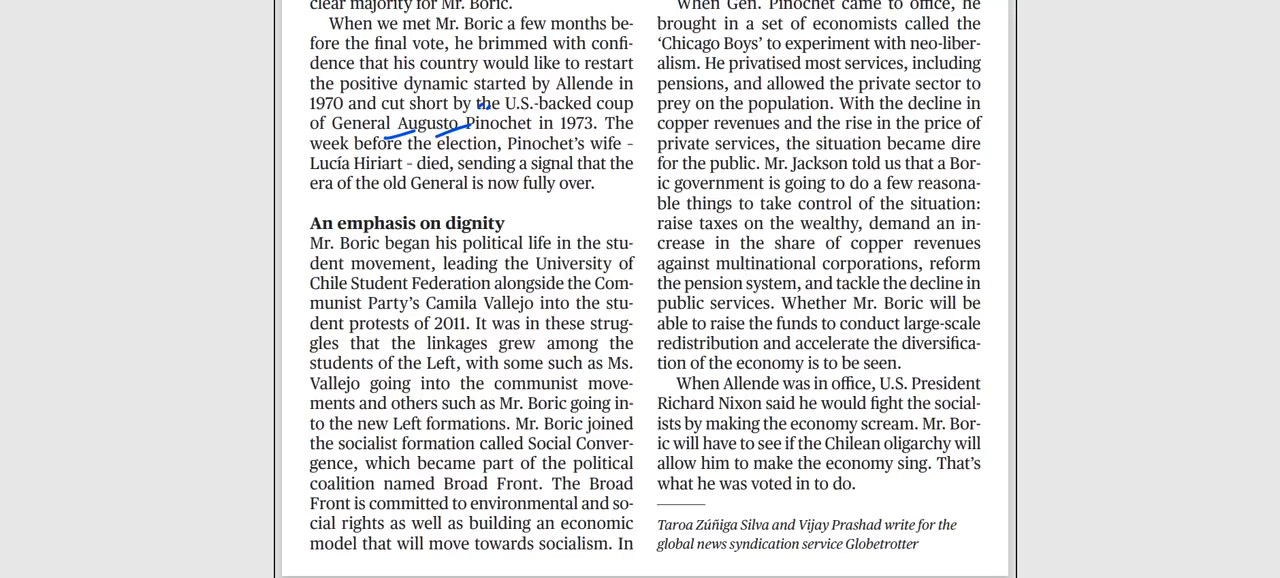 clear majority for Mr. Boric.
When we met Mr. Boric a few months be-
fore the final vote, he brimmed with confi-
dence that his country would like to restart
the positive dynamic started by Allende in
1970 and cut short by the U.S.-backed coup
of General Augusto Pinochet in 1973. The
week before the election, Pinochet's wife -
Lucía Hiriart - died, sending a signal that the
era of the old General is now fully over.
An emphasis on dignity
Mr. Boric began his political life in the stu-
dent movement, leading the University of
Chile Student Federation alongside the Com-
munist Party's Camila Vallejo into the stu-
dent protests of 2011. It was in these strug-
gles that the linkages grew among the
students of the Left, with some such as Ms.
Vallejo going into the communist move-
ments and others such as Mr. Boric going in-
to the new Left formations. Mr. Boric joined
the socialist formation called Social Conver-
gence, which became part of the political
coalition named Broad Front. The Broad
Front is committed to environmental and so-
cial rights as well as building an economic
model that will move towards socialism. In
When Gen. Pinochet came to office, he
brought in a set of economists called the
‘Chicago Boys’ to experiment with neo-liber-
alism. He privatised most services, including
pensions, and allowed the private sector to
prey on the population. With the decline in
copper revenues and the rise in the price of
private services, the situation became dire
for the public. Mr. Jackson told us that a Bor-
ic government is going to do a few reasona-
ble things to take control of the situation:
raise taxes on the wealthy, demand an in-
crease in the share of copper revenues
against multinational corporations, reform
the pension system, and tackle the decline in
public services. Whether Mr. Boric will be
able to raise the funds to conduct large-scale
redistribution and accelerate the diversifica-
tion of the economy is to be seen.
When Allende was in office, U.S. President
Richard Nixon said he would fight the social-
ists by making the economy scream. Mr. Bor-
ic will have to see if the Chilean oligarchy will
allow him to make the economy sing. That's
what he was voted in to do.
Taroa Zúñiga Silva and Vijay Prashad write for the
global news syndication service Globetrotter